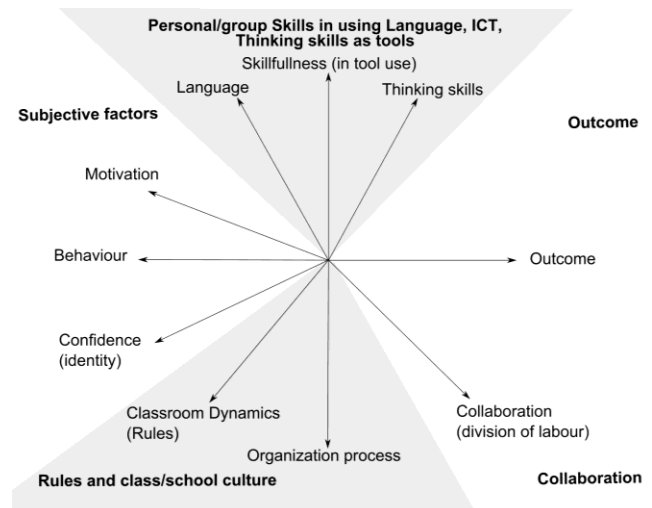 Personal/group Skills in using Language, ICT,
Thinking skills as tools
Skillfullness (in tool use)
Language
Thinking skills
Subjective factors
Outcome
Motivation
Behaviour
Outcome
Confidence
(identity)
Classroom Dynamics
(Rules)
Collaboration
(division of labour)
Organization process
Rules and class/school culture
Collaboration